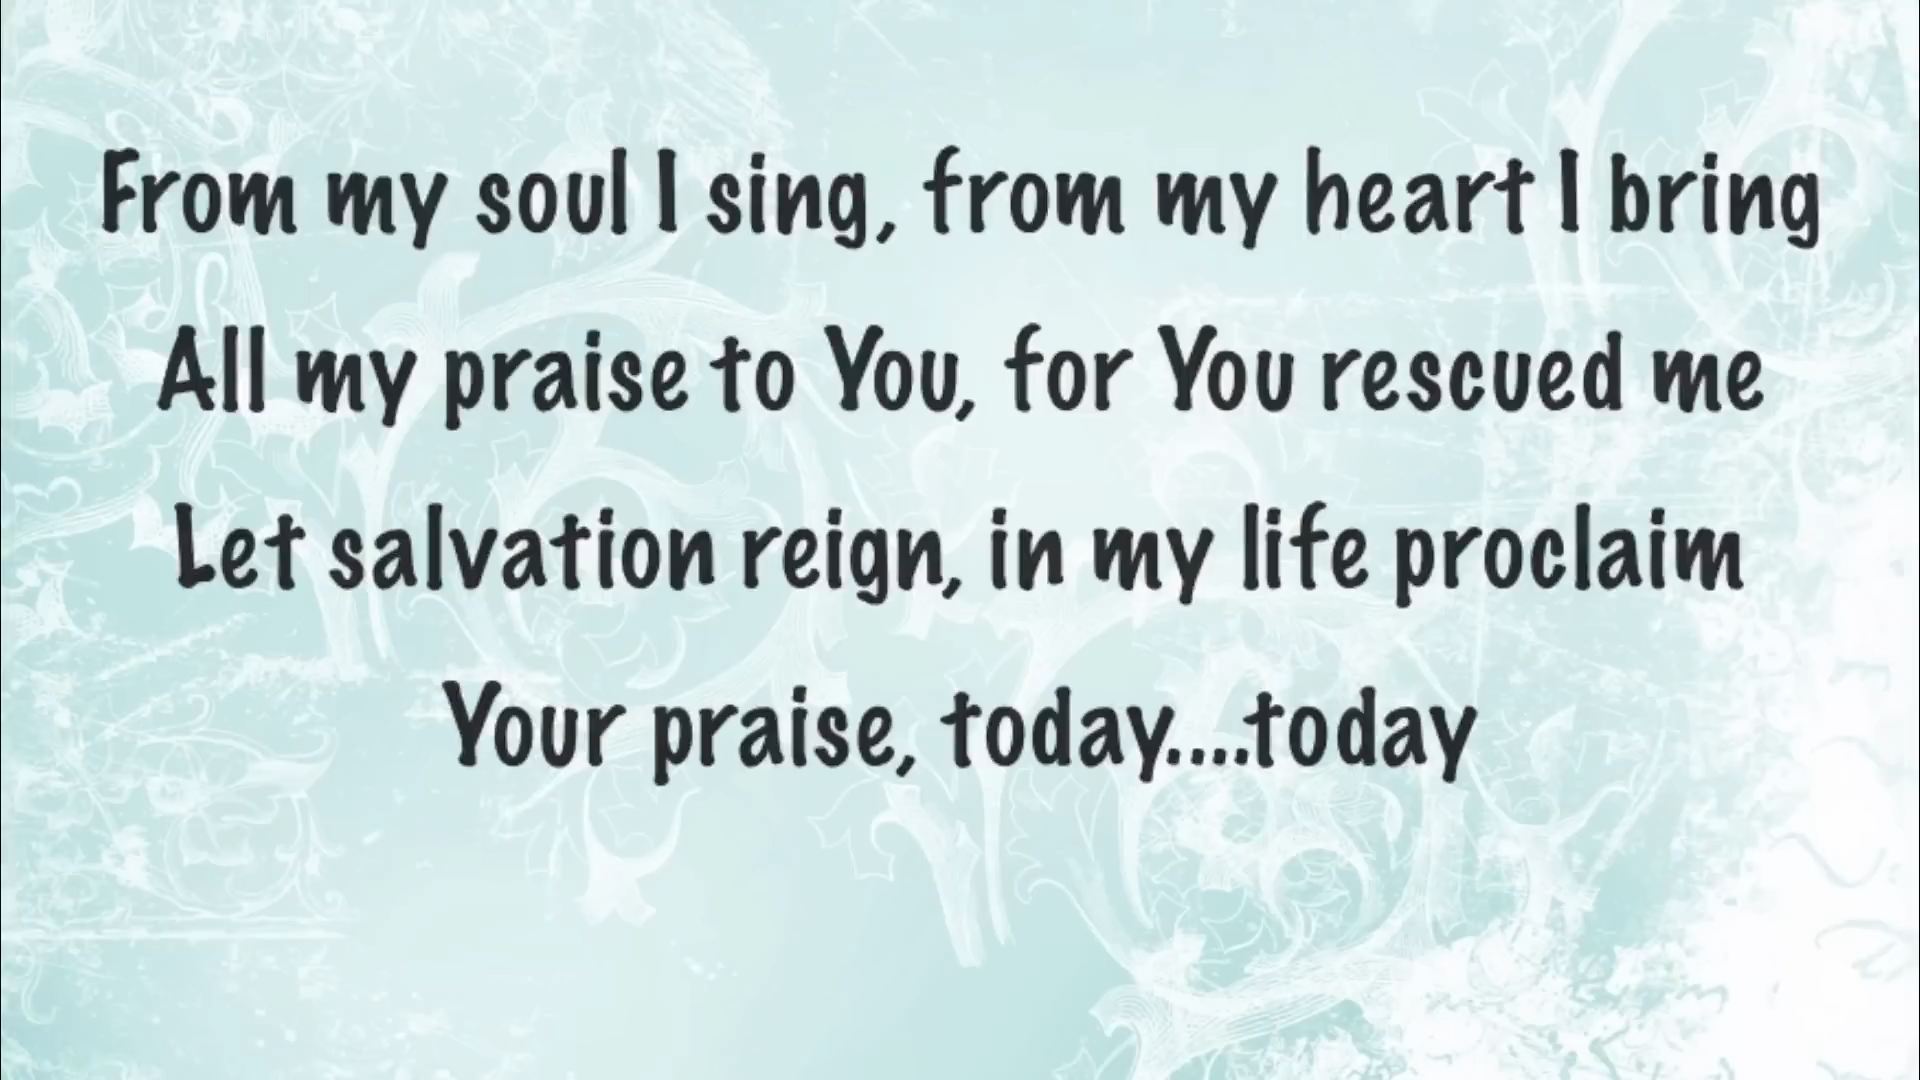 From my soul I sing, from my heart I bring
All my praise to You, for You rescued me
Let salvation reign, in my life proclaim
Your praise, today....today